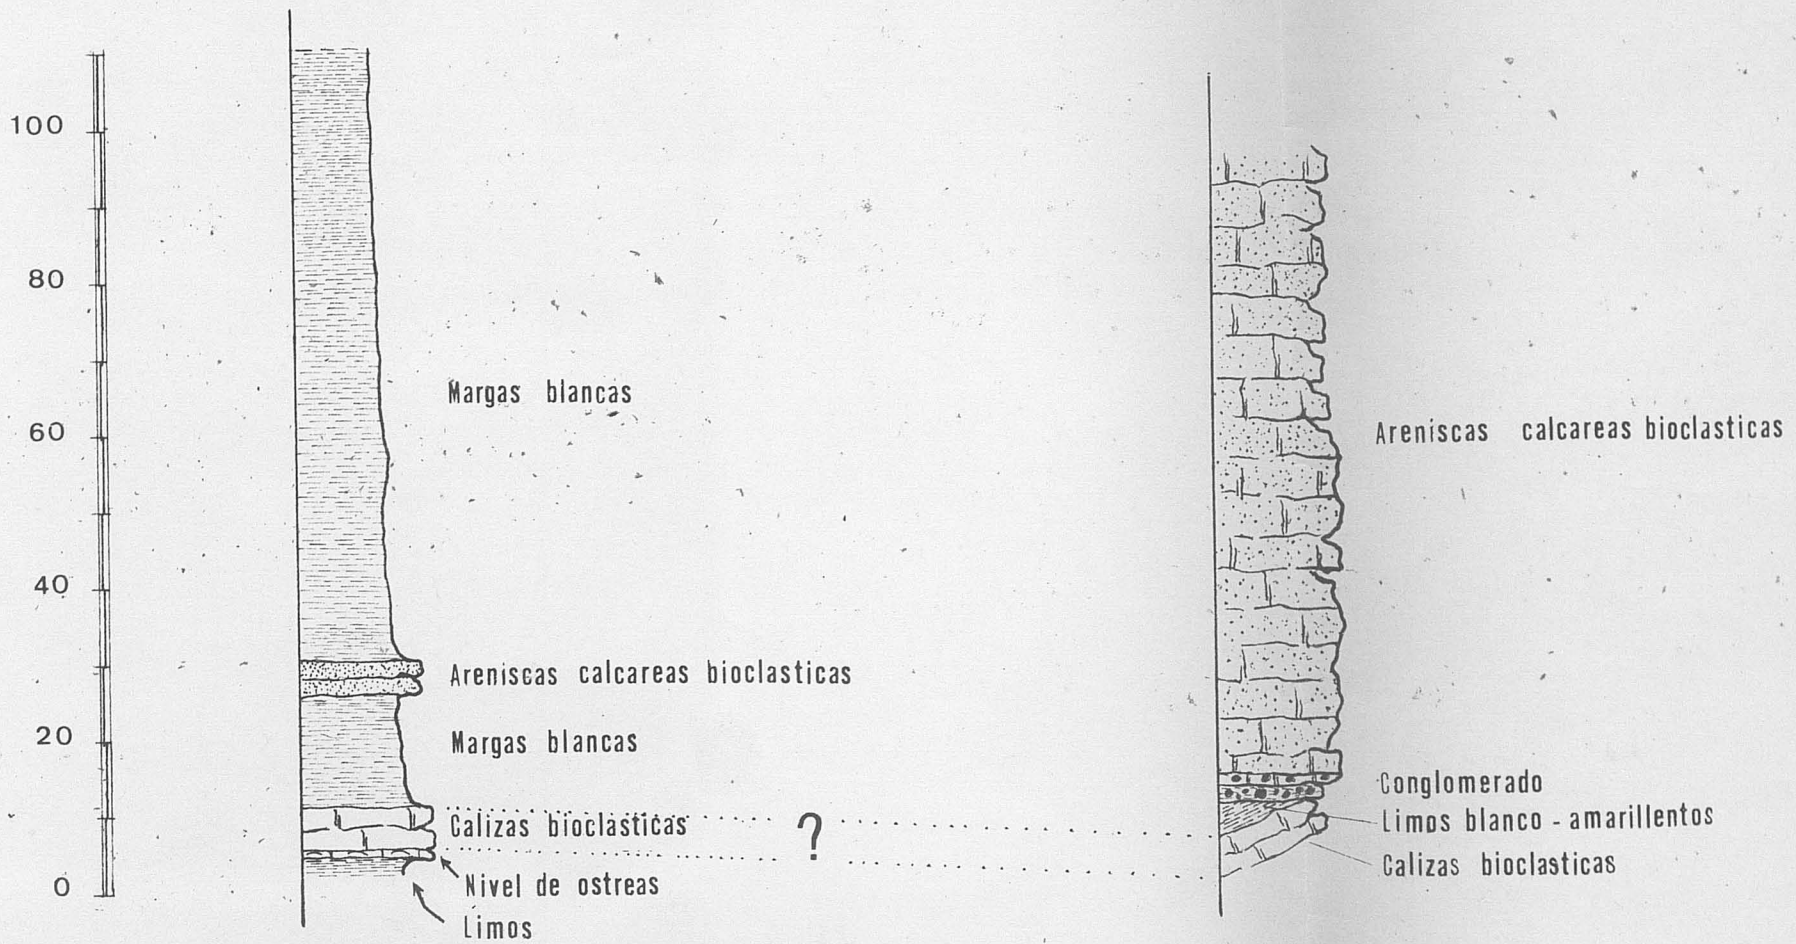 100
80
60
40
20
0
Margas blancas
Areniscas calcareas bioclasticas
Margas blancas
Calizas bioclasticas
?
Nivel de ostreas
Limos
Areniscas calcareas bioclasticas
Conglomerado
Limos blanco - amarillentos
Calizas bioclasticas